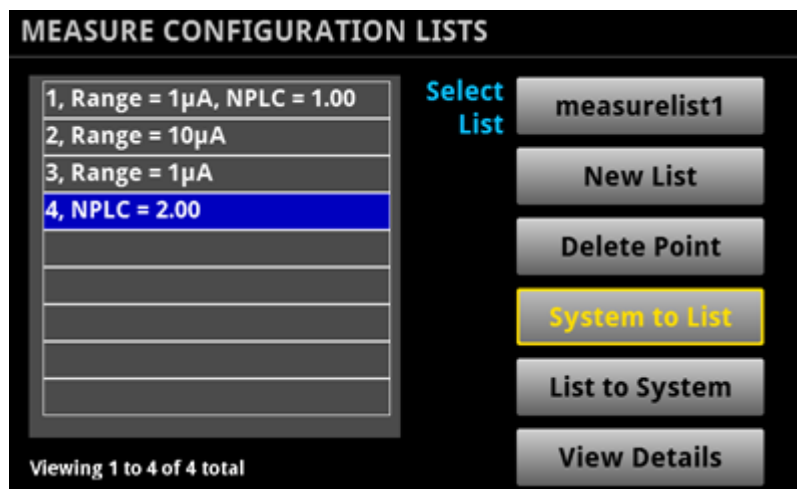 MEASURE CONFIGURATION LISTS
1, Range = 1µA, NPLC = 1.00
2, Range = 10µA
3, Range = 1µA
4, NPLC = 2.00
Viewing 1 to 4 of 4 total
Select
List
measurelist1
New List
Delete Point
System to List
List to System
View Details